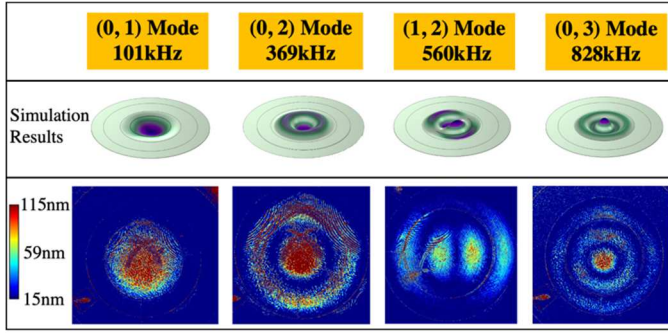 (0, 1) Mode
101kHz
(0, 2) Mode
369kHz
(1, 2) Mode
560kHz
(0, 3) Mode
828kHz
Simulation
Results
115nm
59nm
15nm